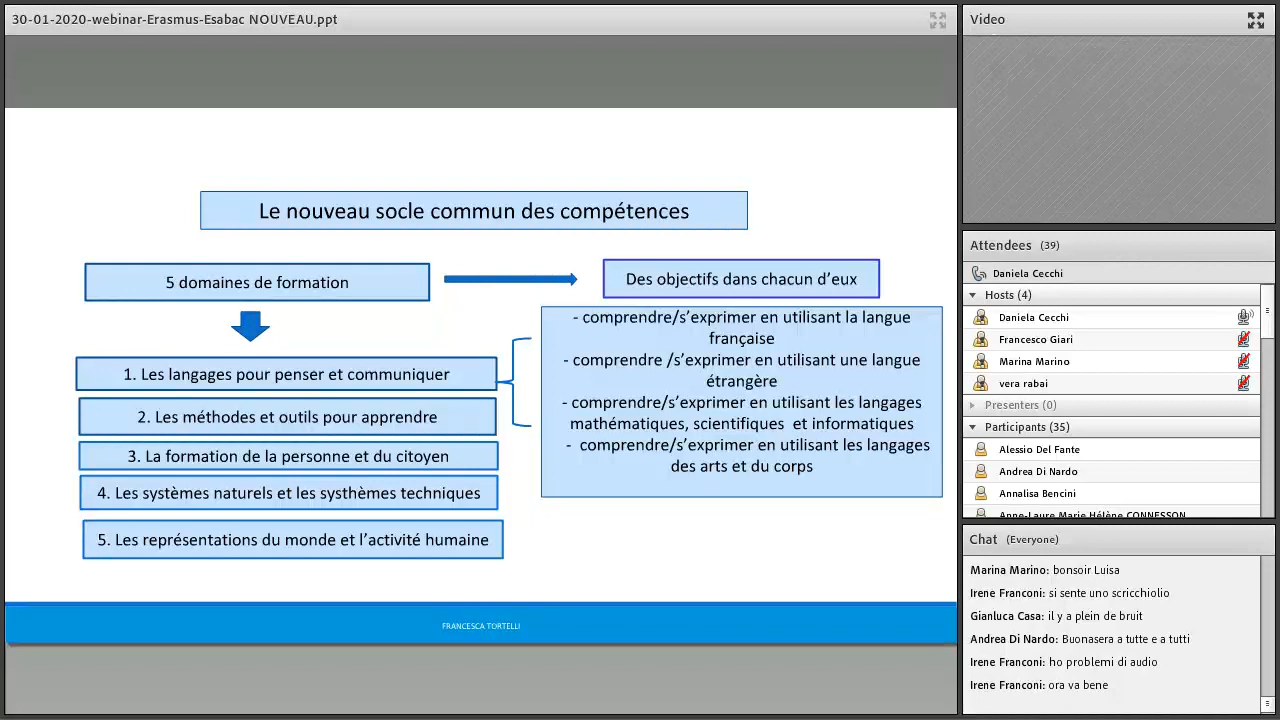 30-01-2020-webinar-Erasmus-Esabac NOUVEAU.ppt
Le nouveau socle commun des compétences
5 domaines de formation
Des objectifs dans chacun d’eux
1. Les langages pour penser et communiquer
2. Les méthodes et outils pour apprendre
3. La formation de la personne et du citoyen
4. Les systèmes naturels et les systhèmes techniques
5. Les représentations du monde et l’activité humaine
- comprendre/s’exprimer en utilisant la langue
française
- comprendre /s’exprimer en utilisant une langue
étrangère
- comprendre/s’exprimer en utilisant les langages
mathématiques, scientifiques et informatiques
- comprendre/s’exprimer en utilisant les langages
des arts et du corps
FRANCESCA TORTELLI
Video
Attendees (39)
Daniela Cecchi
Hosts (4)
Daniela Cecchi
Francesco Giari
Marina Marino
vera rabai
Presenters (0)
Participants (35)
Alessio Del Fante
Andrea Di Nardo
Annalisa Bencini
Anne-Laure Marie Hélène CONNESSON
Chat (Everyone)
Marina Marino: bonsoir Luisa
Irene Franconi: si sente uno scricchiolio
Gianluca Casa: il y a plein de bruit
Andrea Di Nardo: Buonasera a tutte e a tutti
Irene Franconi: ho problemi di audio
Irene Franconi: ora va bene